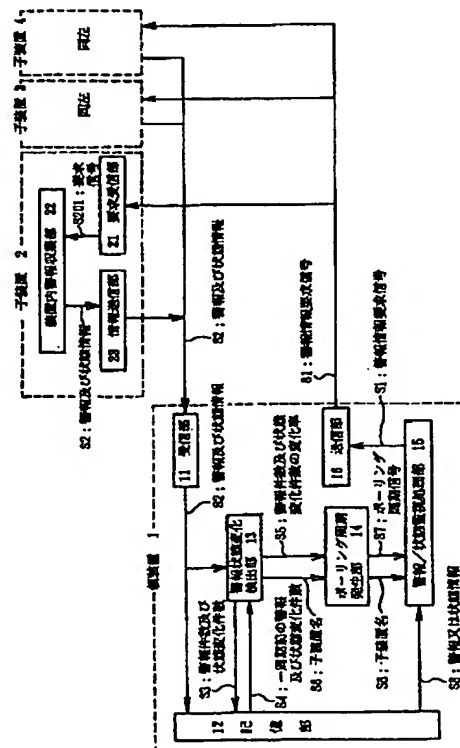 子装置 4
同左
子装置 3
同左
子装置 2
装置内警報収集部 22
S201:要求
信号
21 要求受信部
S2:警報及び状態情報
23 情報送信部
S2:警報及び状態情報
S1:警報情報要求信号
親装置 1
11 受信部
S2:警報及び状態情報
16 送信部
S1:警報情報要求信号
警報状態変化
検出部 13
S5:警報件数及び状態
変化件数の変化率
S3:警報件数及び
状態変化件数
S4:一周期前の警報
及び状態変化件数
S6:子装置名
ポーリング周期
発生部 14
S7:ポーリング
周期信号
S6:子装置名
警報/状態監視処理部 15
12 記憶部
S8:警報又は状態情報